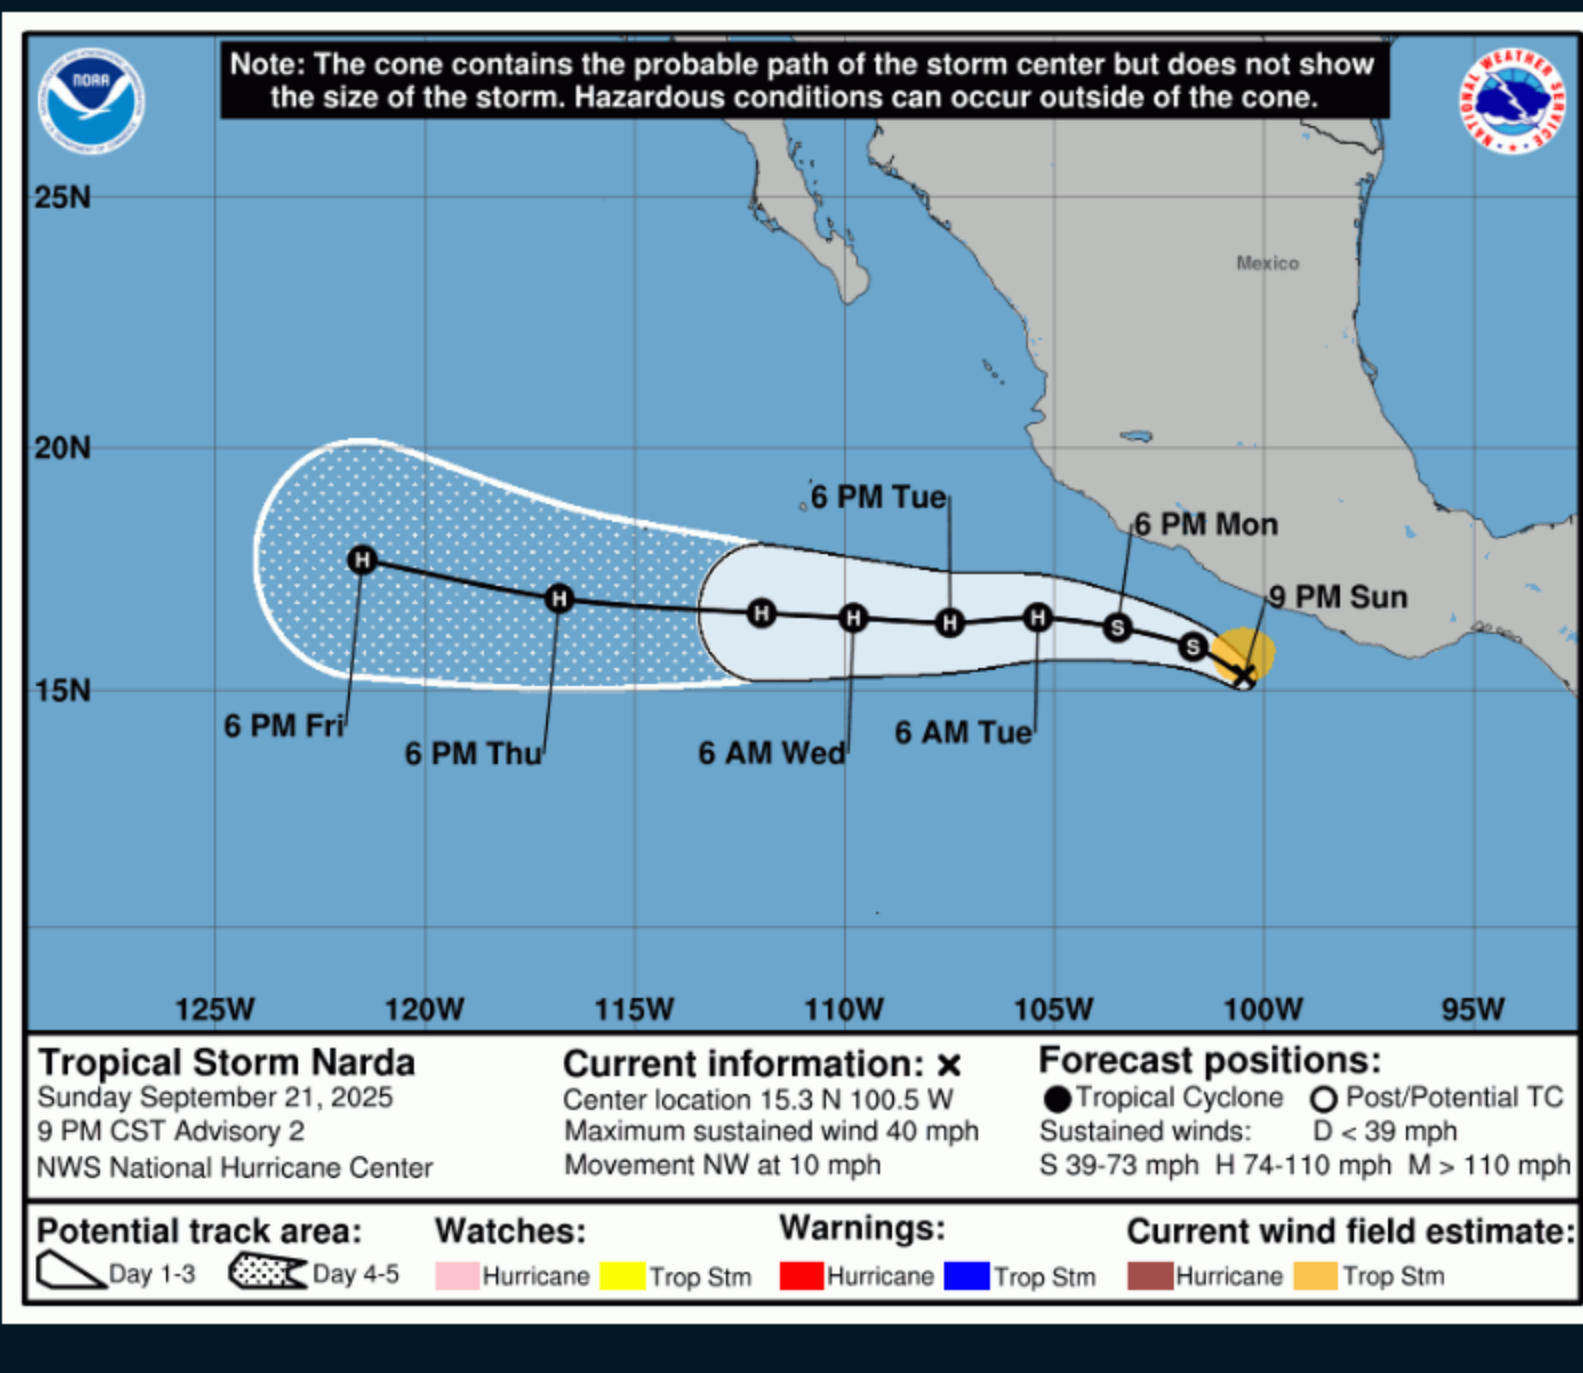 Note: The cone contains the probable path of the storm center but does not show
the size of the storm. Hazardous conditions can occur outside of the cone.
NOAA
NATIONAL WEATHER SERVICE
25N
Mexico
20N
6 PM Tue
6 PM Mon
9 PM Sun
H
H
H
H
H
H
S
S
15N
6 PM Fri
6 PM Thu
6 AM Wed
6 AM Tue
125W
120W
115W
110W
105W
100W
95W
Tropical Storm Narda
Sunday September 21, 2025
9 PM CST Advisory 2
NWS National Hurricane Center
Current information: ×
Center location 15.3 N 100.5 W
Maximum sustained wind 40 mph
Movement NW at 10 mph
Forecast positions:
Tropical Cyclone
Post/Potential TC
Sustained winds: D < 39 mph
S 39-73 mph H 74-110 mph M > 110 mph
Potential track area:
Day 1-3
Day 4-5
Watches:
Hurricane
Trop Stm
Warnings:
Hurricane
Trop Stm
Current wind field estimate:
Hurricane
Trop Stm